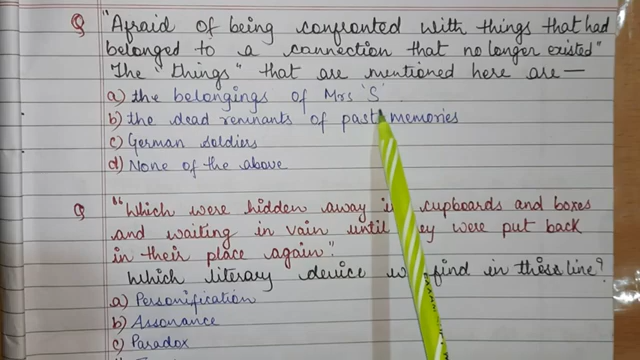 Q "Afraid of being confronted with things that had
belonged to a connection that no longer existed"
The "things" that are mentioned here are —
a) the belongings of Mrs 'S'
b) the dead remnants of past memories
c) German soldiers
d) None of the above
Q "Which were hidden away in cupboards and boxes
and waiting in vain until they were put back
in their place again."
Which literary device we find in these line?
a) Personification
b) Assonance
c) Paradox